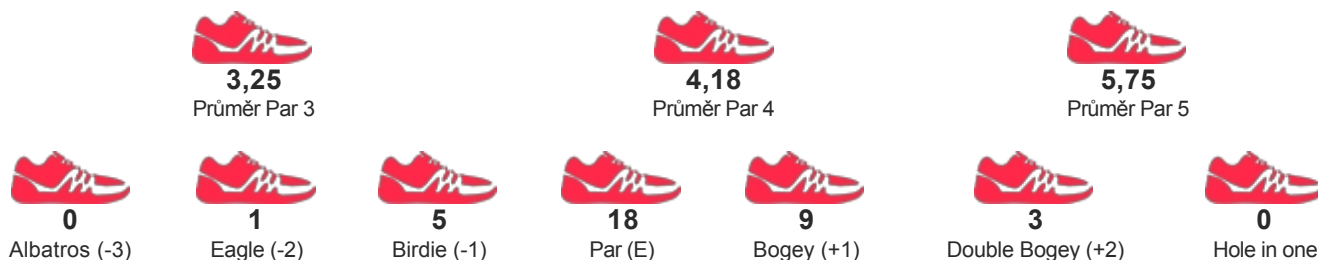 3,25 4,18 5,75
Průměr Par 3 Průměr Par 4 Průměr Par 5
0 1 5 18 9 3 0
Albatros (-3) Eagle (-2) Birdie (-1) Par (E) Bogey (+1) Double Bogey (+2) Hole in one